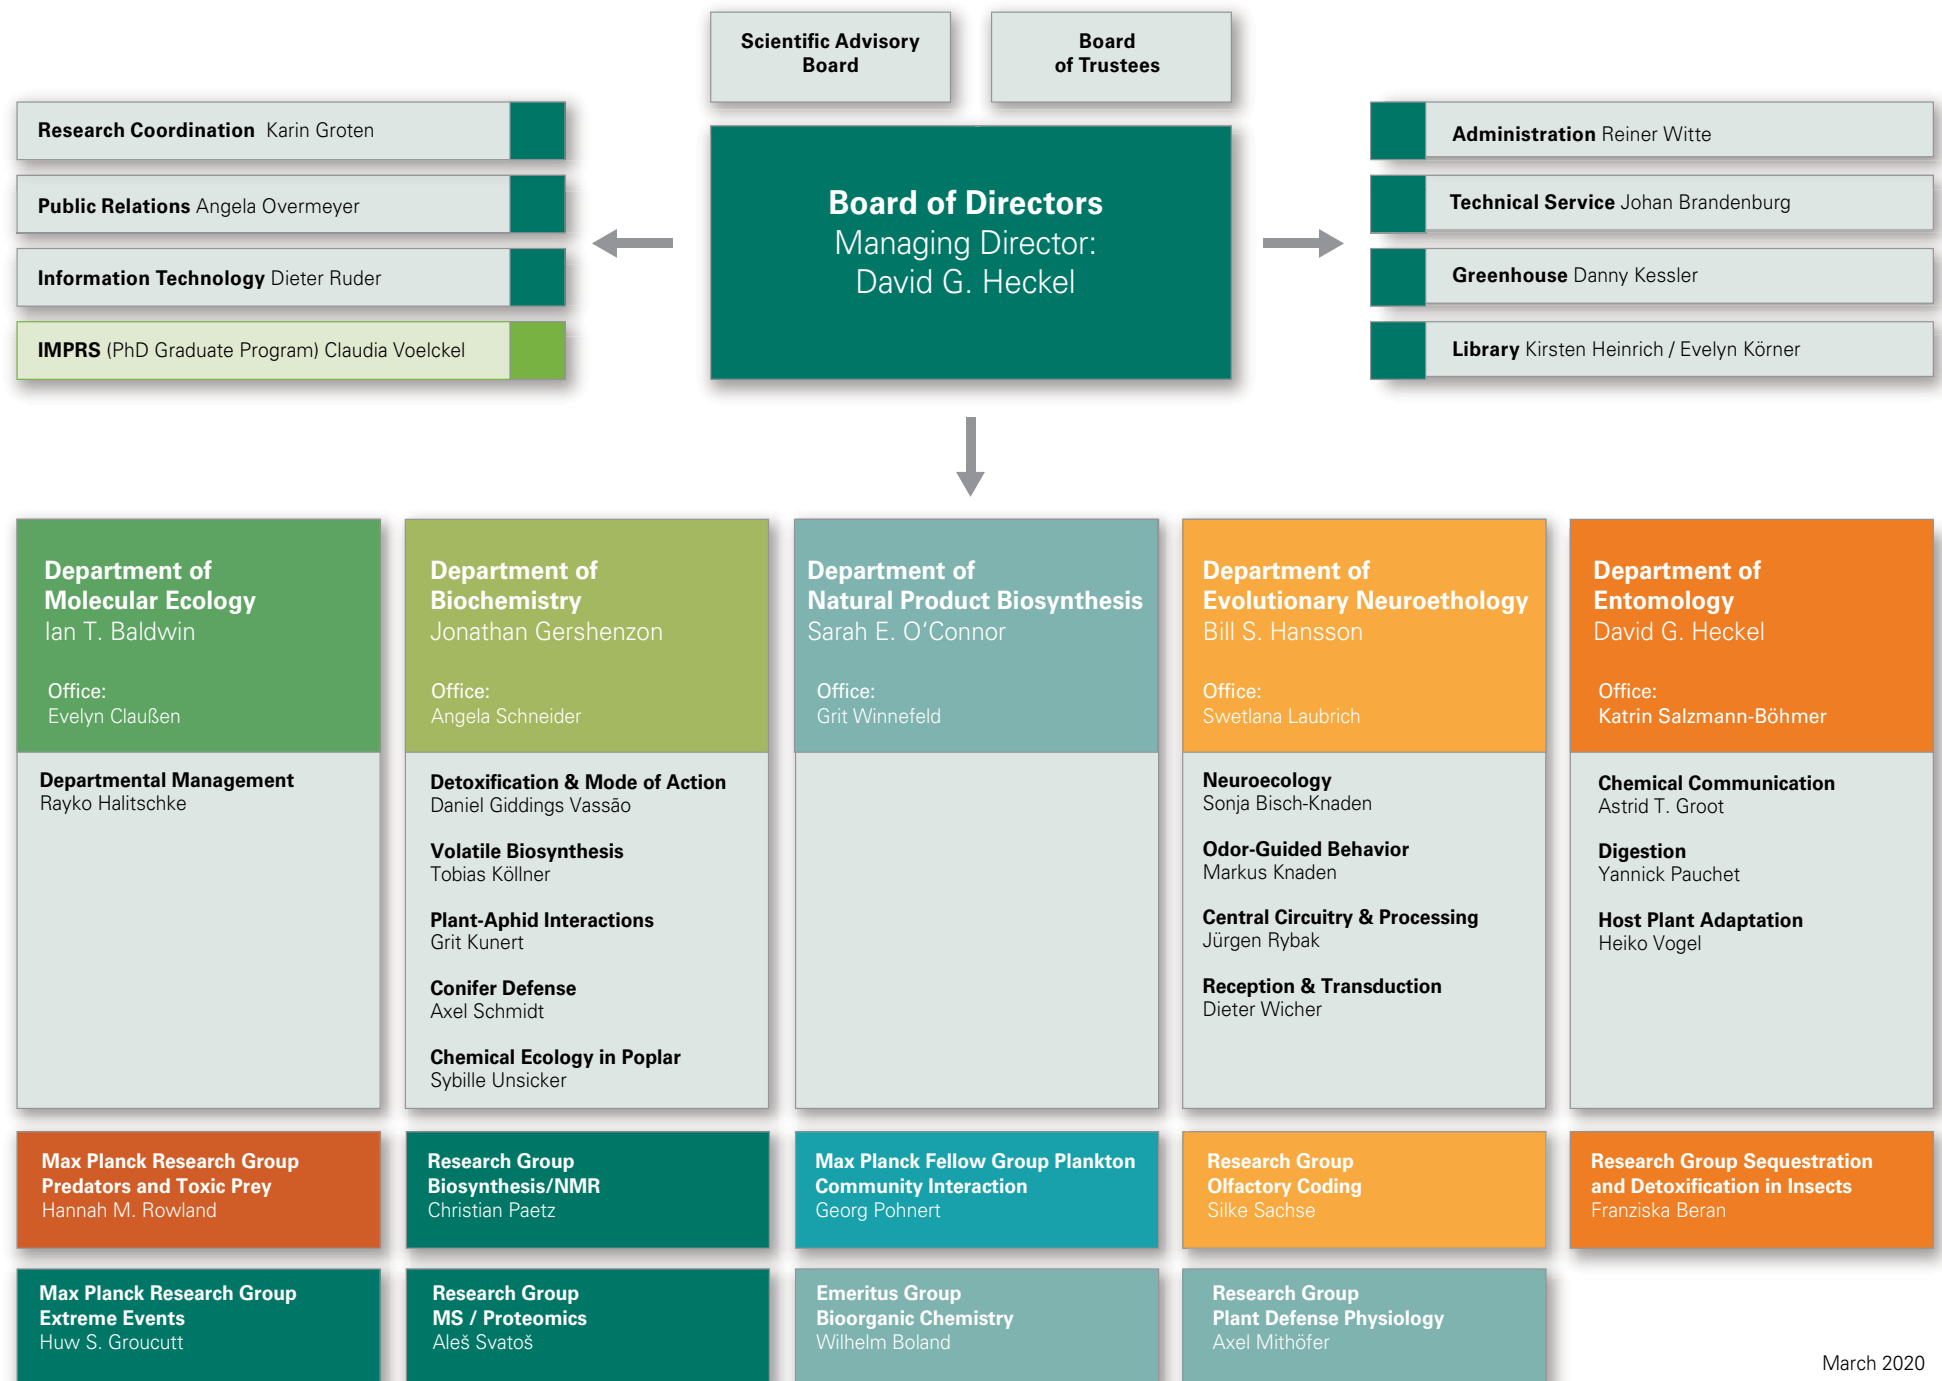 Scientific Advisory
Board
Board
of Trustees
Research Coordination Karin Groten
Public Relations Angela Overmeyer
Information Technology Dieter Ruder
IMPRS (PhD Graduate Program) Claudia Voelckel
Board of Directors
Managing Director:
David G. Heckel
Administration Reiner Witte
Technical Service Johan Brandenburg
Greenhouse Danny Kessler
Library Kirsten Heinrich / Evelyn Körner
Department of
Molecular Ecology
Ian T. Baldwin
Office:
Evelyn Claußen
Departmental Management
Rayko Halitschke
Department of
Biochemistry
Jonathan Gershenzon
Office:
Angela Schneider
Detoxification & Mode of Action
Daniel Giddings Vassão
Volatile Biosynthesis
Tobias Köllner
Plant-Aphid Interactions
Grit Kunert
Conifer Defense
Axel Schmidt
Chemical Ecology in Poplar
Sybille Unsicker
Department of
Natural Product Biosynthesis
Sarah E. O‘Connor
Office:
Grit Winnefeld
Department of
Evolutionary Neuroethology
Bill S. Hansson
Office:
Swetlana Laubrich
Neuroecology
Sonja Bisch-Knaden
Odor-Guided Behavior
Markus Knaden
Central Circuitry & Processing
Jürgen Rybak
Reception & Transduction
Dieter Wicher
Department of
Entomology
David G. Heckel
Office:
Katrin Salzmann-Böhmer
Chemical Communication
Astrid T. Groot
Digestion
Yannick Pauchet
Host Plant Adaptation
Heiko Vogel
Max Planck Research Group
Predators and Toxic Prey
Hannah M. Rowland
Research Group
Biosynthesis/NMR
Christian Paetz
Max Planck Fellow Group Plankton
Community Interaction
Georg Pohnert
Research Group
Olfactory Coding
Silke Sachse
Research Group Sequestration
and Detoxification in Insects
Franziska Beran
Max Planck Research Group
Extreme Events
Huw S. Groucutt
Research Group
MS / Proteomics
Aleš Svatoš
Emeritus Group
Bioorganic Chemistry
Wilhelm Boland
Research Group
Plant Defense Physiology
Axel Mithöfer
March 2020